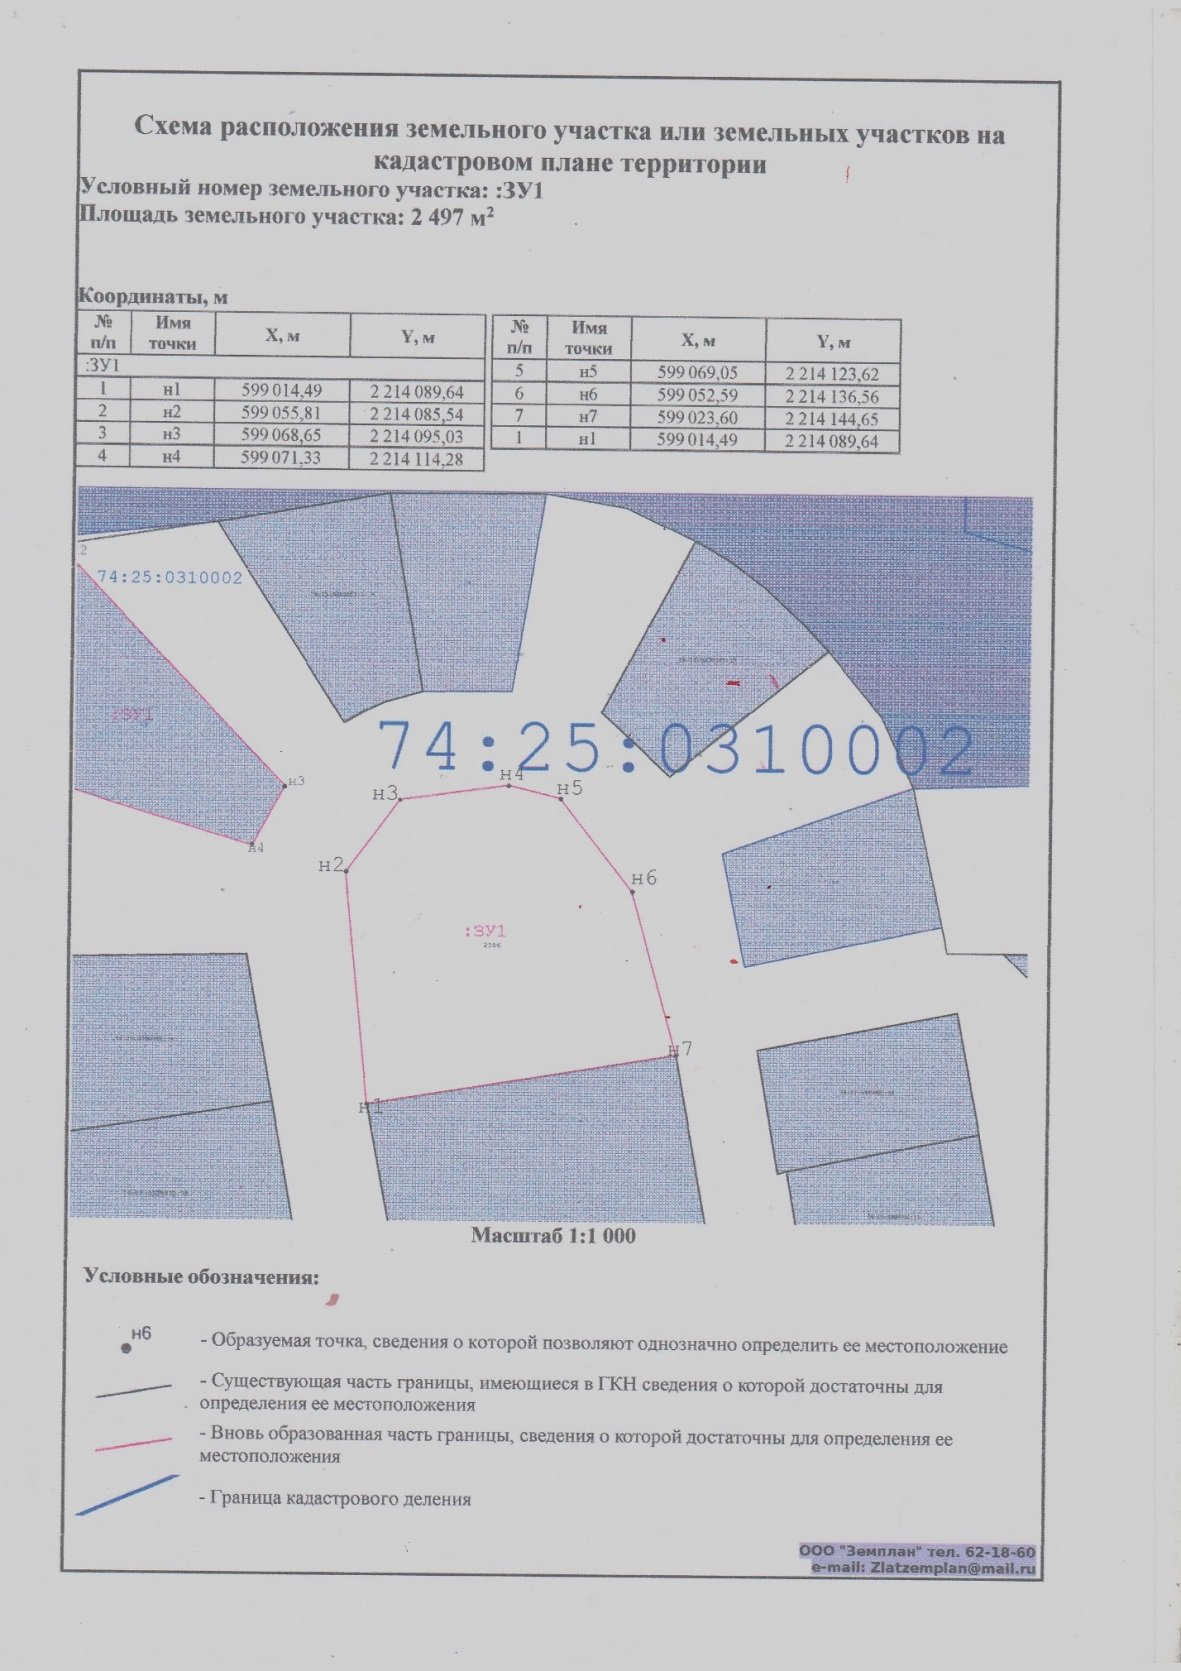 Схема расположения земельного участка или земельных участков на
кадастровом плане территории
Условный номер земельного участка: :ЗУ1
Площадь земельного участка: 2 497 м²
Координаты, м
№ п/п Имя точки X, м Y, м
:ЗУ1
1 н1 599 014,49 2 214 089,64
2 н2 599 055,81 2 214 085,54
3 н3 599 068,65 2 214 095,03
4 н4 599 071,33 2 214 114,28
№ п/п Имя точки X, м Y, м
5 н5 599 069,05 2 214 123,62
6 н6 599 052,59 2 214 136,56
7 н7 599 023,60 2 214 144,65
1 н1 599 014,49 2 214 089,64
2
74:25:0310002
:ЗУ1
74:25:0310002
н3
н4
н3
н4
н5
н2
н6
:ЗУ1
н7
н1
Масштаб 1:1 000
Условные обозначения:
н6
- Образуемая точка, сведения о которой позволяют однозначно определить ее местоположение
- Существующая часть границы, имеющиеся в ГКН сведения о которой достаточны для
определения ее местоположения
- Вновь образованная часть границы, сведения о которой достаточны для определения ее
местоположения
- Граница кадастрового деления
ООО "Земплан" тел. 62-18-60
e-mail: Zlatzemplan@mail.ru